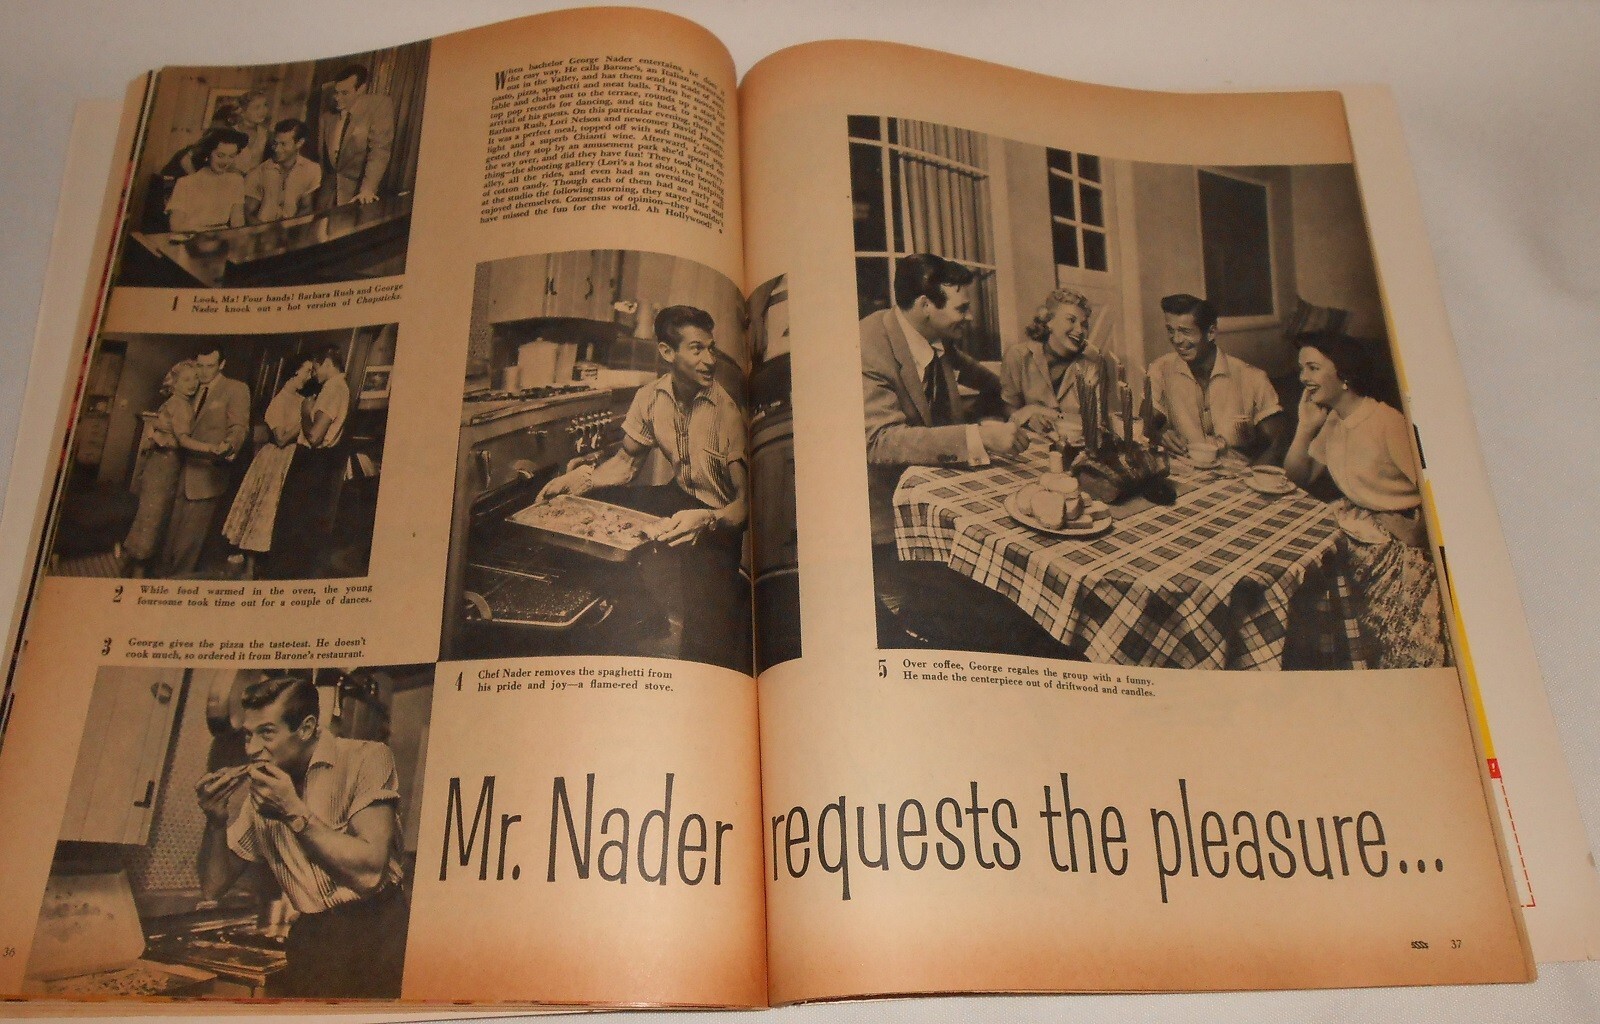 When bachelor George Nader entertains, he does it
the easy way. He calls Barone's, an Italian restaurant
out in the Valley, and has them send in scads of anti-
pasto, pizza, spaghetti and meat balls. Then he moves
table and chairs out to the terrace, rounds up a stack of
top pop records for dancing, and sits back to await the
arrival of his guests. On this particular evening, they were
Barbara Rush, Lori Nelson and newcomer David Janssen.
It was a perfect meal, topped off with soft music, candle-
light and a superb Chianti wine. Afterward, Lori sug-
gested they stop by an amusement park she'd spotted on
the way over, and did they have fun! They took in every-
thing—the shooting gallery (Lori's a hot shot), the bowling
alley, all the rides, and even had an oversized helping
of cotton candy. Though each of them had an early call
at the studio the following morning, they stayed late and
enjoyed themselves. Consensus of opinion—they wouldn't
have missed the fun for the world. Ah Hollywood!
1 Look, Ma! Four hands! Barbara Rush and George
Nader knock out a hot version of Chopsticks.
2 While food warmed in the oven, the young
foursome took time out for a couple of dances.
3 George gives the pizza the taste-test. He doesn't
cook much, so ordered it from Barone's restaurant.
4 Chef Nader removes the spaghetti from
his pride and joy—a flame-red stove.
5 Over coffee, George regales the group with a funny.
He made the centerpiece out of driftwood and candles.
Mr. Nader requests the pleasure...
36
37